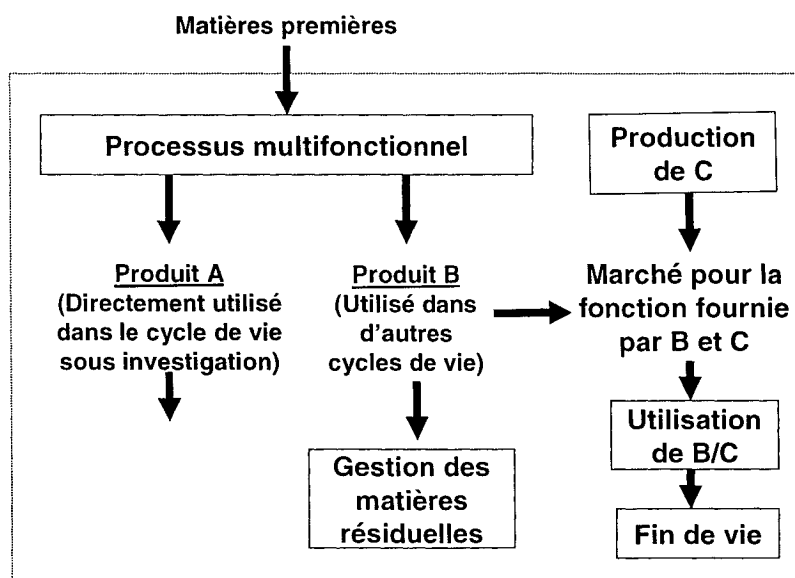 Matières premières
Processus multifonctionnel
Production
de C
Produit A
(Directement utilisé
dans le cycle de vie
sous investigation)
Produit B
(Utilisé dans
d'autres
cycles de vie)
Marché pour la
fonction fournie
par B et C
Gestion des
matières
résiduelles
Utilisation
de B/C
Fin de vie